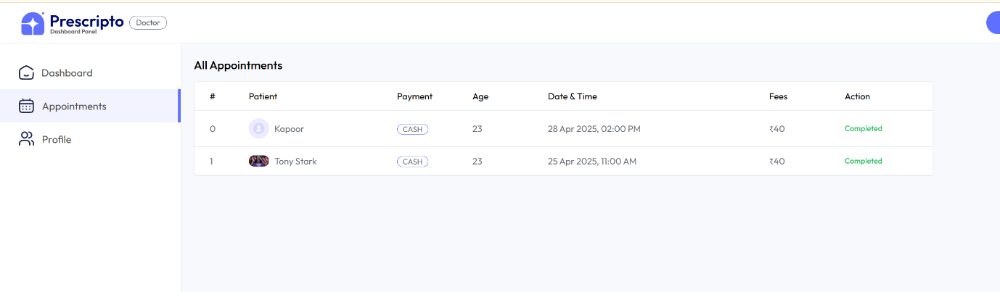 Prescripto Doctor
Dashboard Panel
Dashboard
Appointments
Profile
All Appointments
# Patient Payment Age Date & Time Fees Action
0 Kapoor CASH 23 28 Apr 2025, 02:00 PM ₹40 Completed
1 Tony Stark CASH 23 25 Apr 2025, 11:00 AM ₹40 Completed